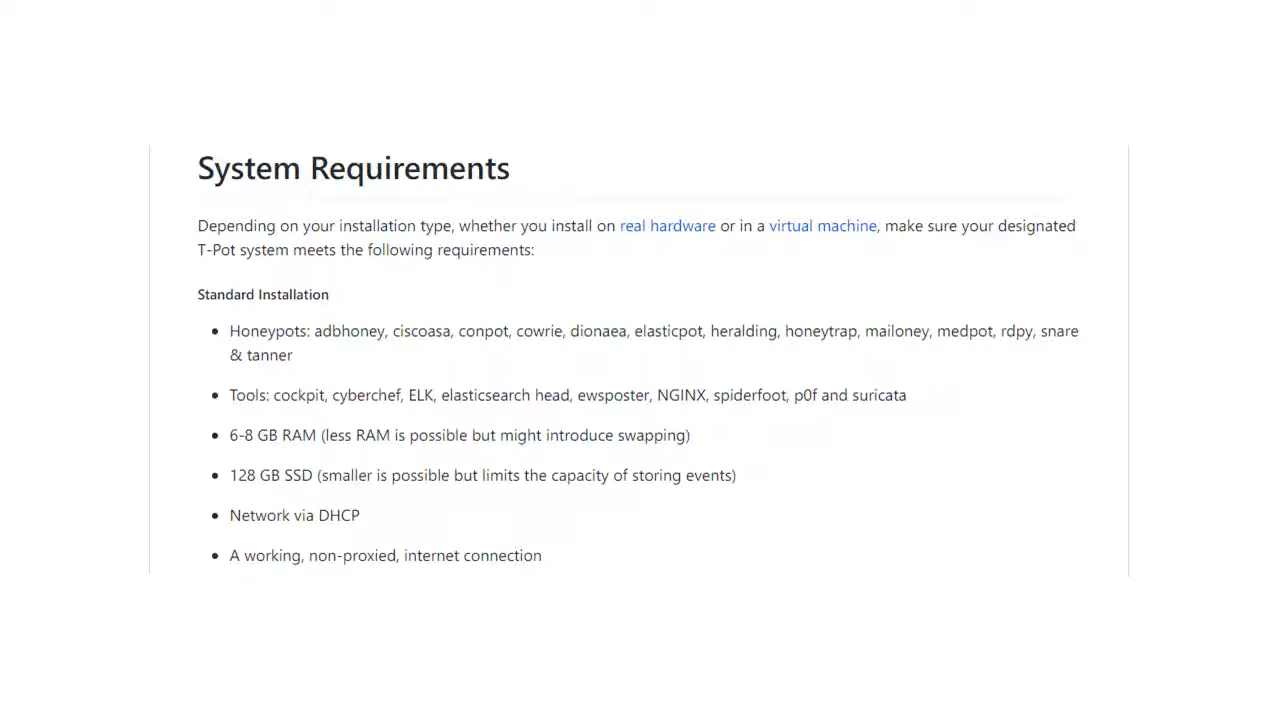 System Requirements
Depending on your installation type, whether you install on real hardware or in a virtual machine, make sure your designated
T-Pot system meets the following requirements:
Standard Installation
• Honeypots: adbhoney, ciscoasa, conpot, cowrie, dionaea, elasticpot, heralding, honeytrap, mailoney, medpot, rdpy, snare
& tanner
• Tools: cockpit, cyberchef, ELK, elasticsearch head, ewsposter, NGINX, spiderfoot, p0f and suricata
• 6-8 GB RAM (less RAM is possible but might introduce swapping)
• 128 GB SSD (smaller is possible but limits the capacity of storing events)
• Network via DHCP
• A working, non-proxied, internet connection